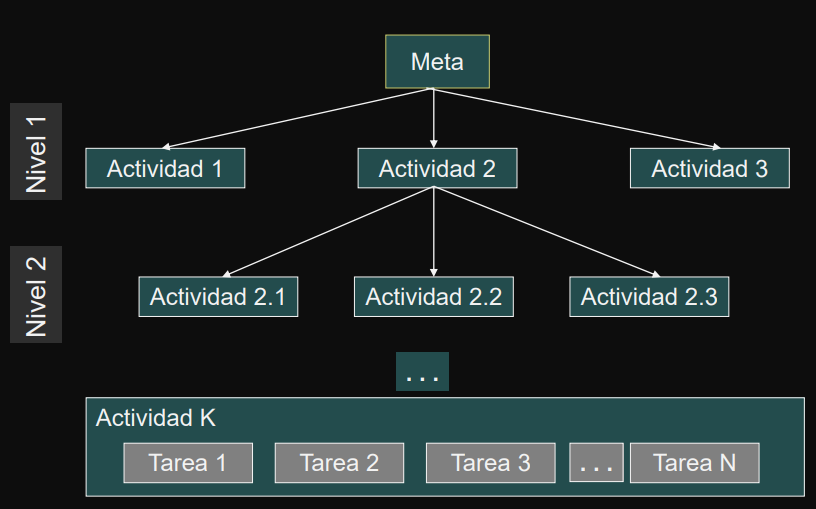 Meta
Nivel 1
Actividad 1
Actividad 2
Actividad 3
Nivel 2
Actividad 2.1
Actividad 2.2
Actividad 2.3
...
Actividad K
Tarea 1
Tarea 2
Tarea 3
...
Tarea N